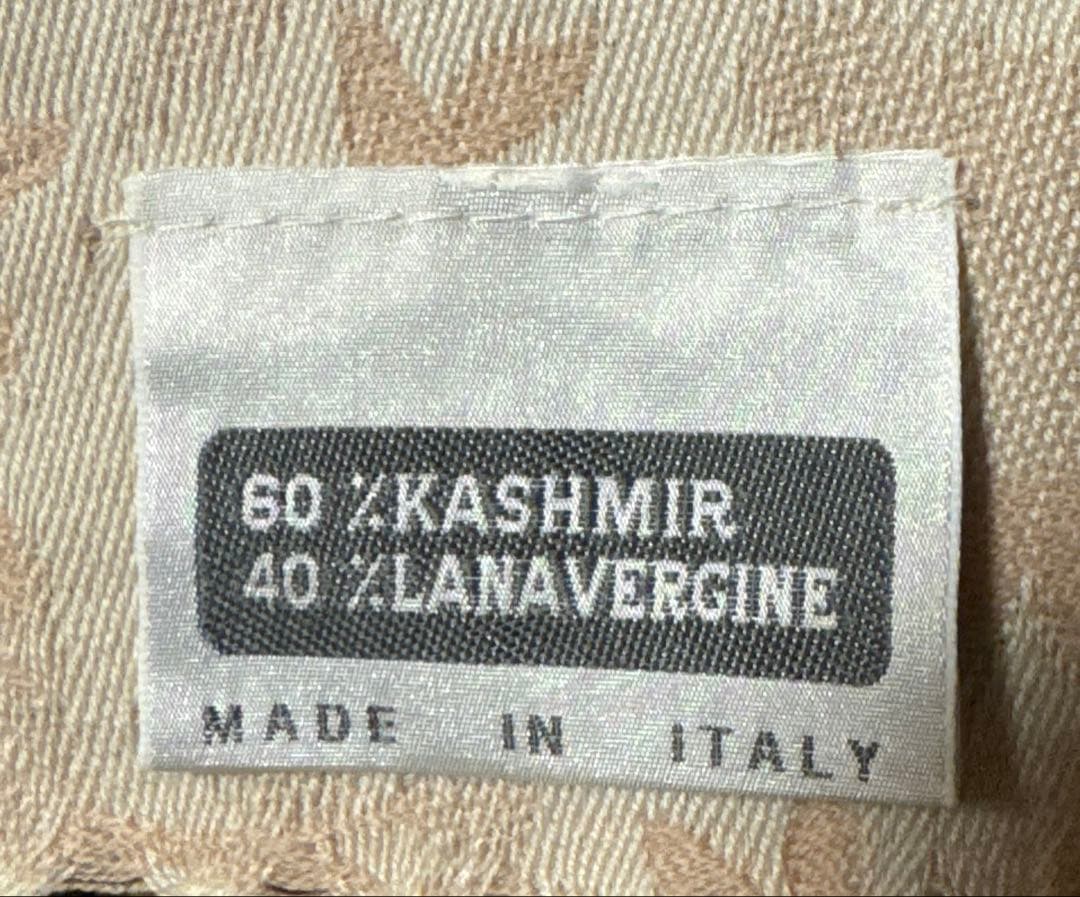 60 %KASHMIR
40 %LANAVERGINE
MADE IN ITALY